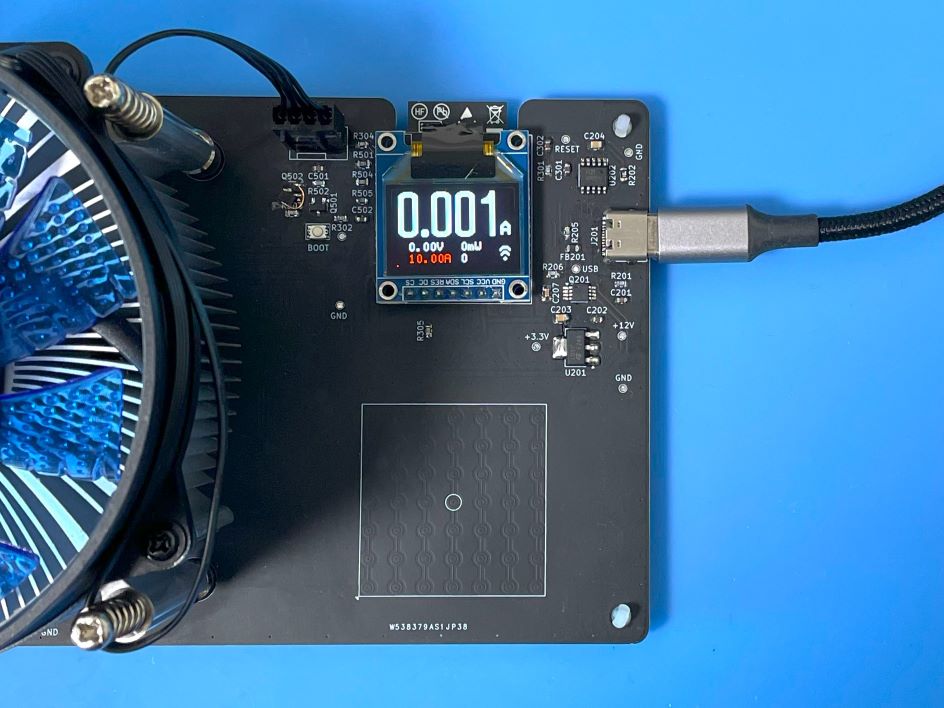 HF
Pb
R304
R501
R504
R505
C502
C501
Q502
R502
Q501
R302
BOOT
GND
0.001A
0.00V 0mW
10.00A 0
GND VCC SCL SDA RES DC CS
C302
R301
C301
RESET
C204
U202
R202
GND
J201
R205
FB201
USB
R206
Q201
C207
R201
C201
C203
C202
+3.3V
+12V
U201
GND
R305
W538379AS1JP38
GND